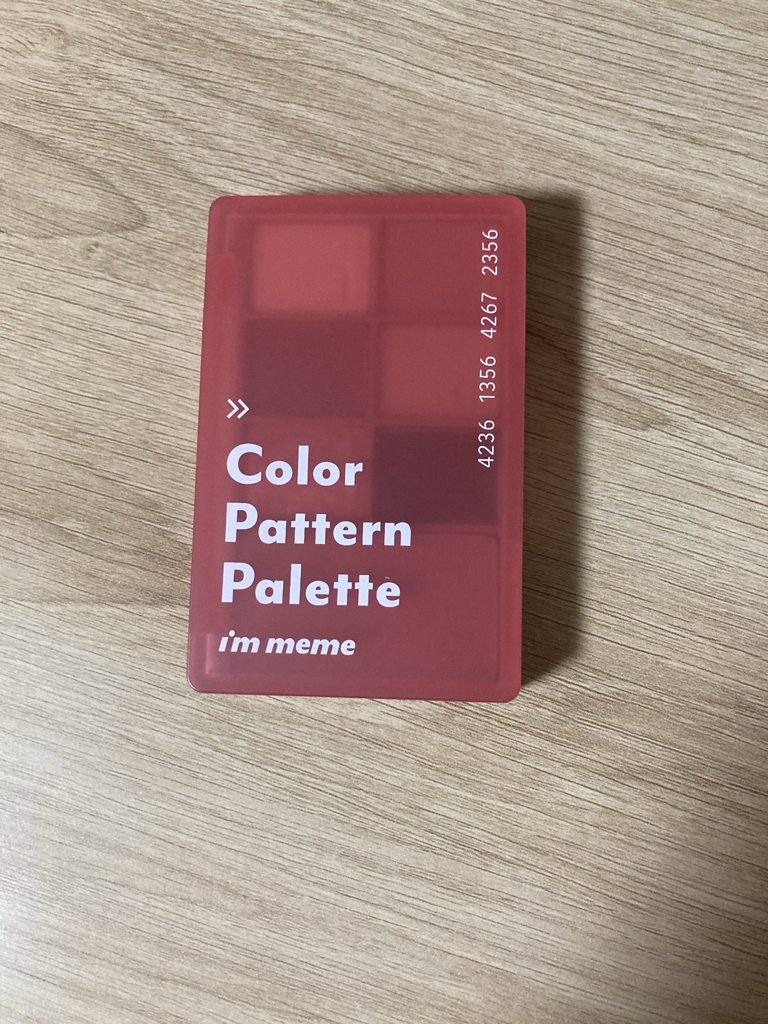 4236 1356 4267 2356
»
Color
Pattern
Palette
i'm meme